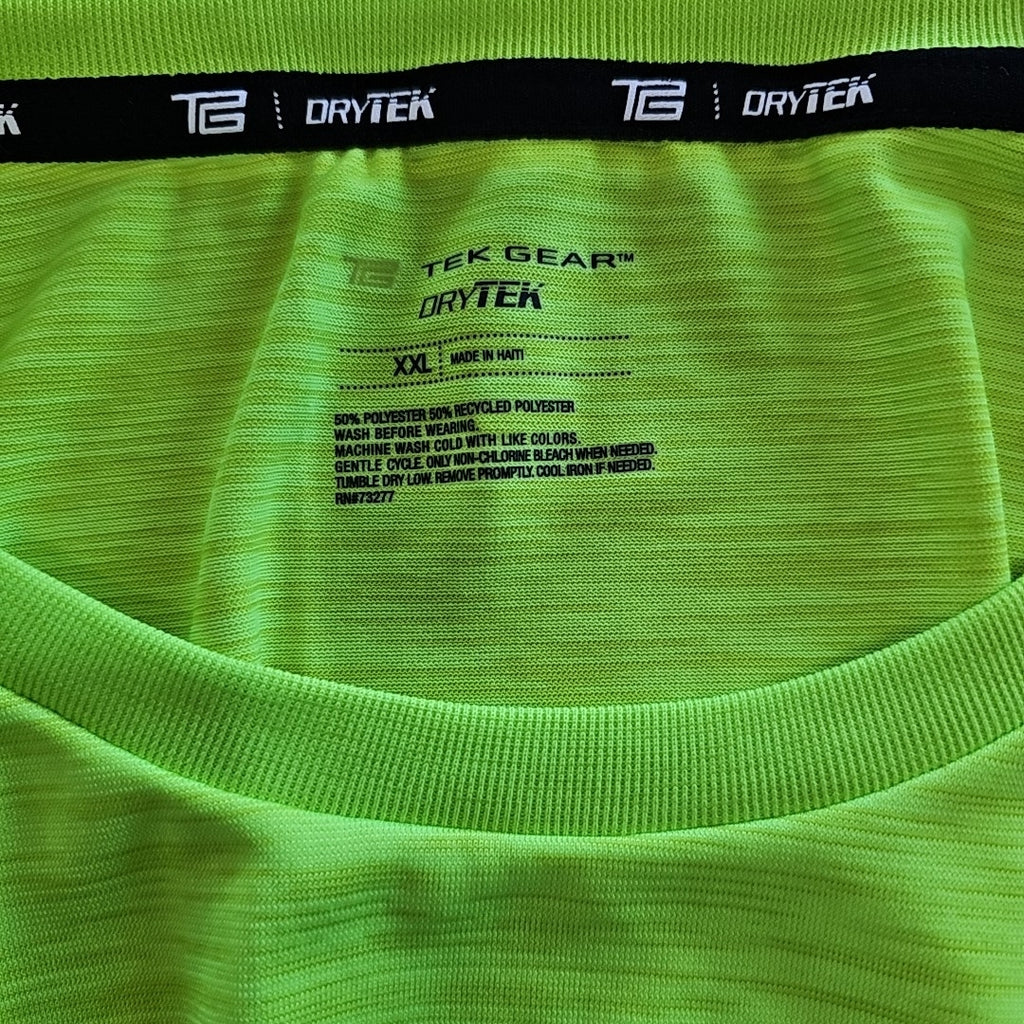 K TG DRYTEK TG DRYTEK
TG TEK GEAR™
DRYTEK
XXL MADE IN HAITI
50% POLYESTER 50% RECYCLED POLYESTER
WASH BEFORE WEARING.
MACHINE WASH COLD WITH LIKE COLORS.
GENTLE CYCLE. ONLY NON-CHLORINE BLEACH WHEN NEEDED.
TUMBLE DRY LOW. REMOVE PROMPTLY. COOL IRON IF NEEDED.
RN#73277